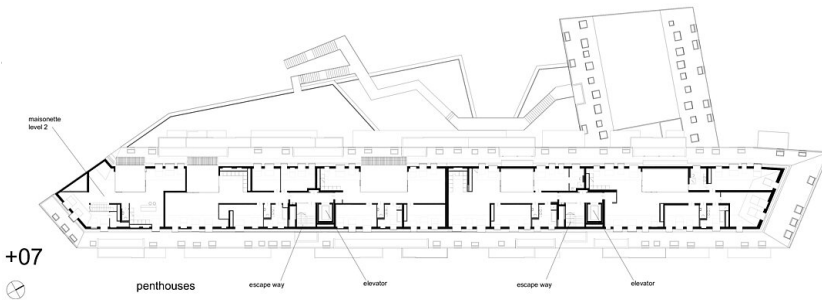 maisonette
level 2
+07
penthouses
escape way
elevator
escape way
elevator